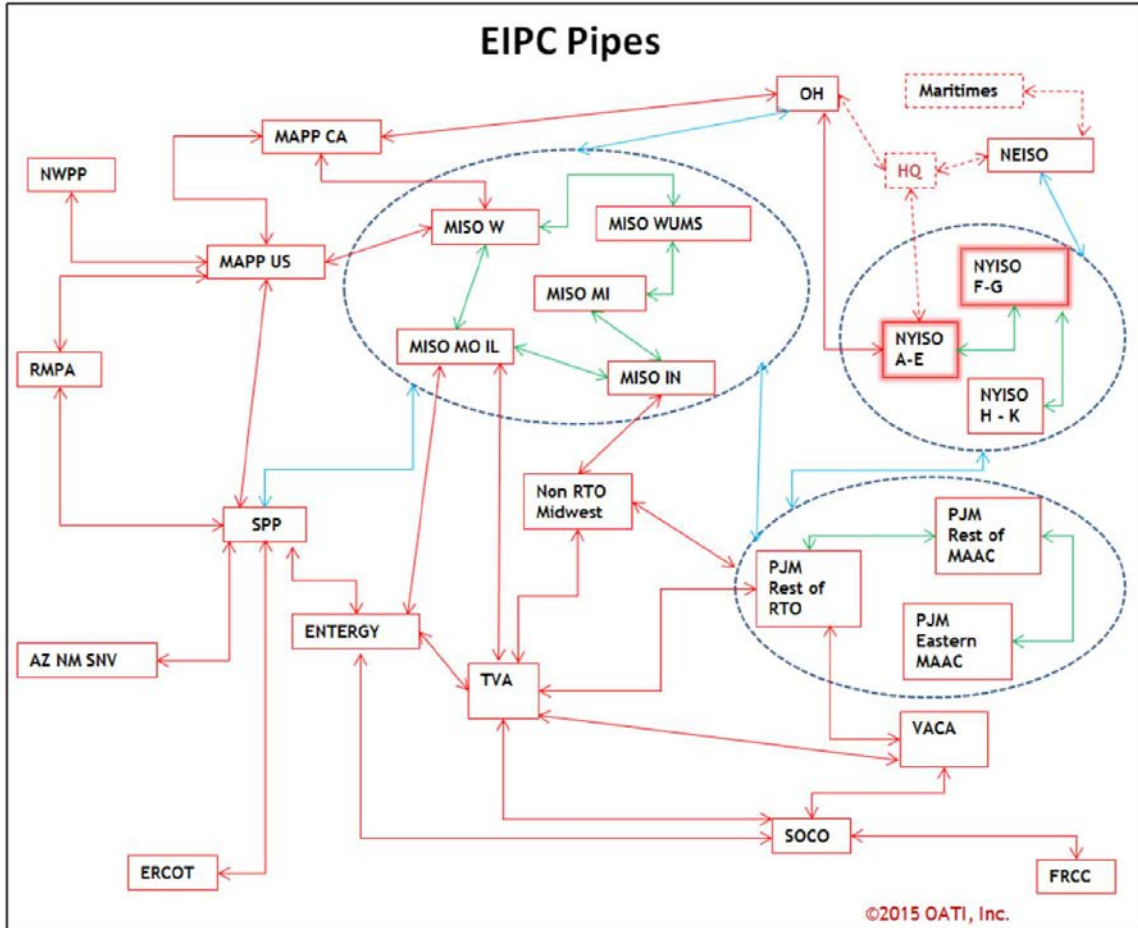 EIPC Pipes
OH
Maritimes
MAPP CA
NEISO
NWPP
HQ
MISO W
MISO WUMS
MAPP US
NYISO
F-G
MISO MI
NYISO
A-E
MISO MO IL
RMPA
MISO IN
NYISO
H - K
Non RTO
Midwest
SPP
PJM
Rest of
MAAC
PJM
Rest of
RTO
ENTERGY
PJM
Eastern
MAAC
AZ NM SNV
TVA
VACA
SOCO
ERCOT
FRCC
©2015 OATI, Inc.